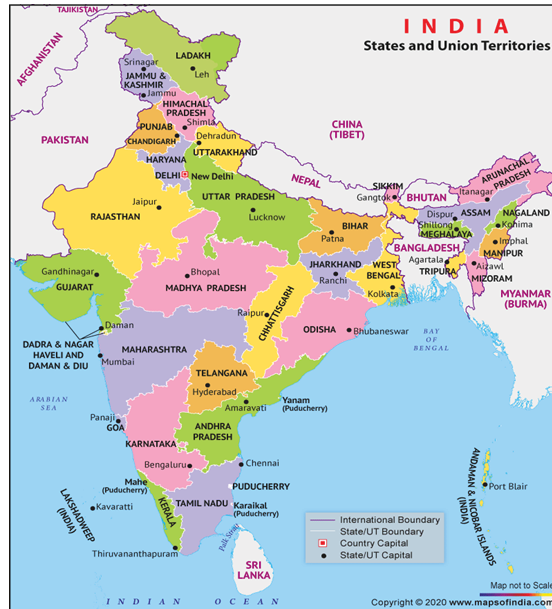 INDIA
States and Union Territories
TAJIKISTAN
AFGHANISTAN
PAKISTAN
CHINA
(TIBET)
NEPAL
BHUTAN
BANGLADESH
MYANMAR
(BURMA)
SRI
LANKA
LADAKH
Leh
Srinagar
JAMMU &
KASHMIR
Jammu
HIMACHAL
PRADESH
Shimla
PUNJAB
CHANDIGARH
Dehradun
UTTARAKHAND
HARYANA
DELHI
New Delhi
RAJASTHAN
Jaipur
UTTAR PRADESH
Lucknow
BIHAR
Patna
SIKKIM
Gangtok
ARUNACHAL
PRADESH
Itanagar
ASSAM
Dispur
NAGALAND
Kohima
Shillong
MEGHALAYA
Imphal
MANIPUR
Agartala
TRIPURA
Aizawl
MIZORAM
WEST
BENGAL
Kolkata
JHARKHAND
Ranchi
Gandhinagar
GUJARAT
Bhopal
MADHYA PRADESH
Raipur
CHHATTISGARH
ODISHA
Bhubaneswar
Daman
DADRA & NAGAR
HAVELI AND
DAMAN & DIU
MAHARASHTRA
Mumbai
TELANGANA
Hyderabad
Amaravati
Yanam
(Puducherry)
ANDHRA
PRADESH
Panaji
GOA
KARNATAKA
Bengaluru
Chennai
Mahe
(Puducherry)
PUDUCHERRY
TAMIL NADU
Karaikal
(Puducherry)
KERALA
Thiruvananthapuram
LAKSHADWEEP
(INDIA)
Kavaratti
ANDAMAN & NICOBAR ISLANDS
(INDIA)
Port Blair
BAY
OF
BENGAL
ARABIAN
SEA
Palk Strait
INDIAN OCEAN
International Boundary
State/UT Boundary
Country Capital
State/UT Capital
Map not to Scale
Copyright © 2020 www.mapsofindia.com